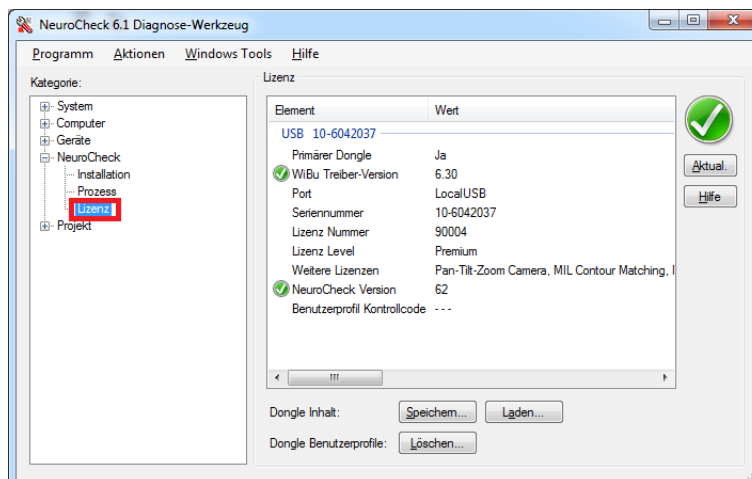 NeuroCheck 6.1 Diagnose-Werkzeug
Programm Aktionen Windows Tools Hilfe
Kategorie:
System
Computer
Geräte
NeuroCheck
Installation
Prozess
Lizenz
Projekt
Lizenz
Element Wert
USB 10-6042037
Primärer Dongle Ja
WiBu Treiber-Version 6.30
Port LocalUSB
Seriennummer 10-6042037
Lizenz Nummer 90004
Lizenz Level Premium
Weitere Lizenzen Pan-Tilt-Zoom Camera, MIL Contour Matching,
NeuroCheck Version 62
Benutzerprofil Kontrollcode ---
Aktual.
Hilfe
Dongle Inhalt: Speichern... Laden...
Dongle Benutzerprofile: Löschen...